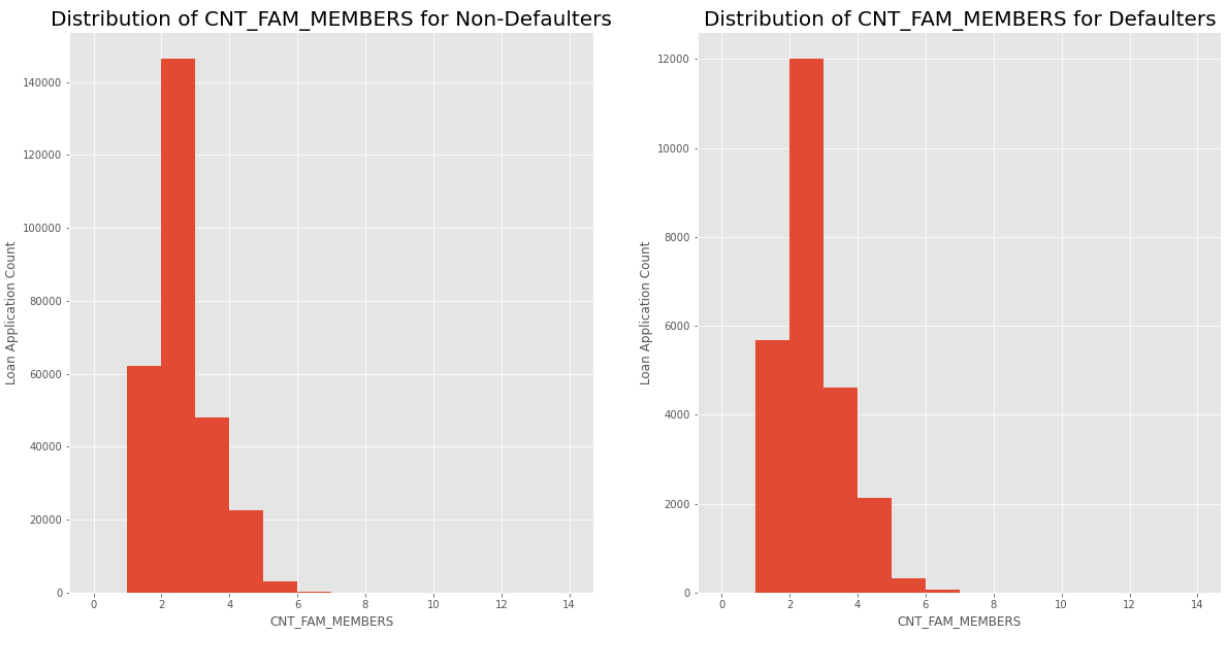 Distribution of CNT_FAM_MEMBERS for Non-Defaulters
140000
120000
100000
80000
60000
40000
20000
0
Loan Application Count
0 2 4 6 8 10 12 14
CNT_FAM_MEMBERS
Distribution of CNT_FAM_MEMBERS for Defaulters
12000
10000
8000
6000
4000
2000
0
Loan Application Count
0 2 4 6 8 10 12 14
CNT_FAM_MEMBERS